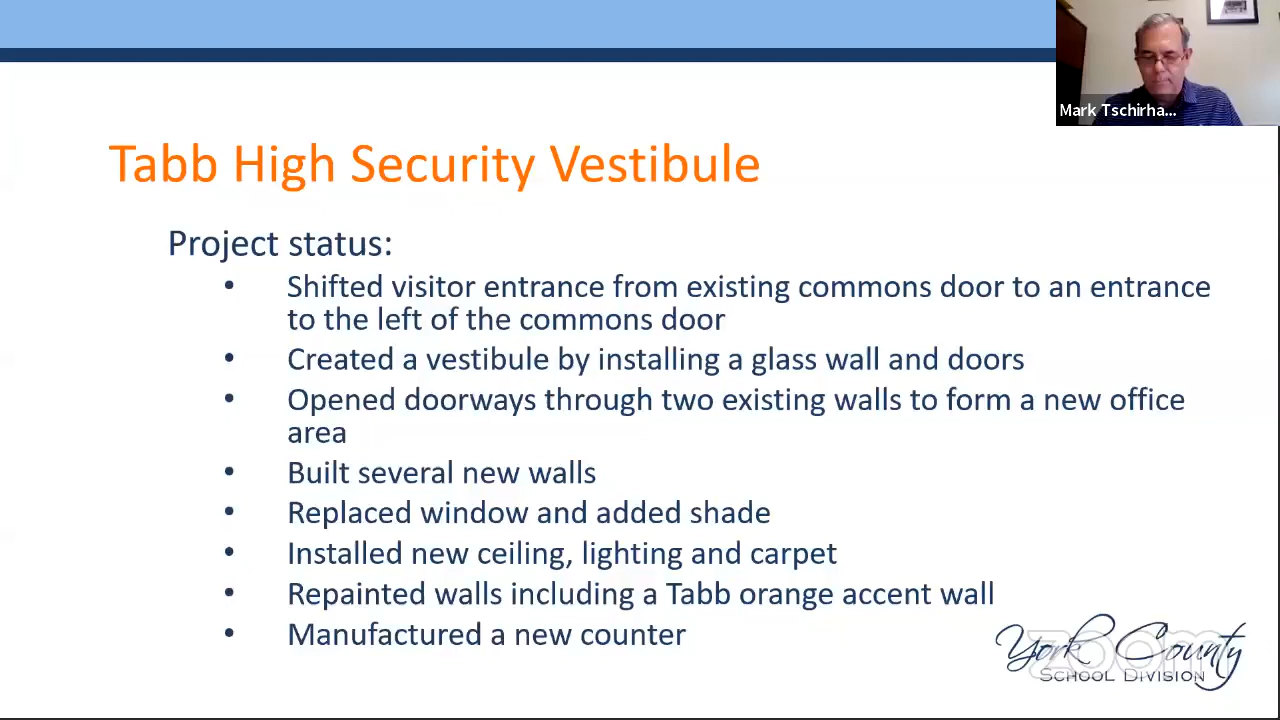 Mark Tschirha...
Tabb High Security Vestibule
Project status:
• Shifted visitor entrance from existing commons door to an entrance
to the left of the commons door
• Created a vestibule by installing a glass wall and doors
• Opened doorways through two existing walls to form a new office
area
• Built several new walls
• Replaced window and added shade
• Installed new ceiling, lighting and carpet
• Repainted walls including a Tabb orange accent wall
• Manufactured a new counter
York County
zoom
SCHOOL DIVISION